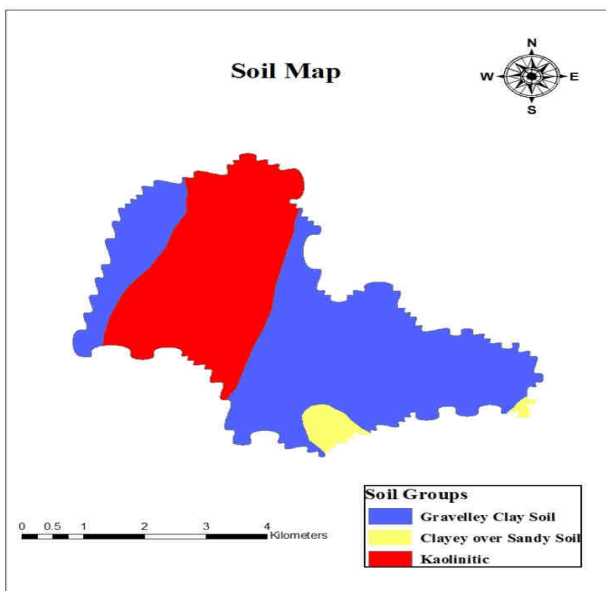 N
Soil Map
W E
S
Soil Groups
Gravelley Clay Soil
Clayey over Sandy Soil
Kaolinitic
0 0.5 1 2 3 4
Kilometers